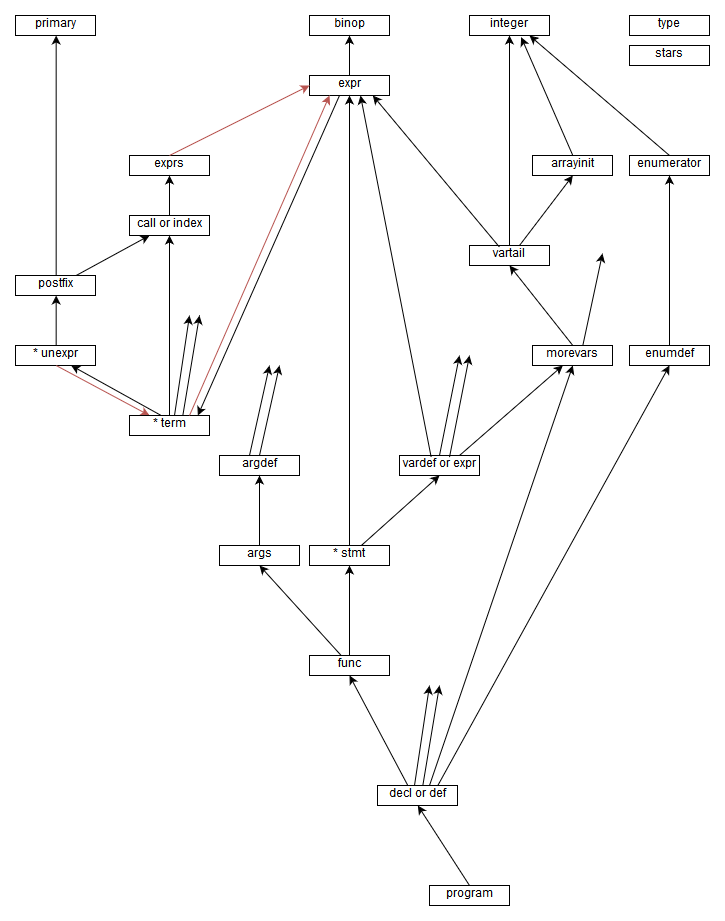 primary
binop
integer
type
stars
expr
exprs
arrayinit
enumerator
call or index
vartail
postfix
* unexpr
morevars
enumdef
* term
argdef
vardef or expr
args
* stmt
func
decl or def
program